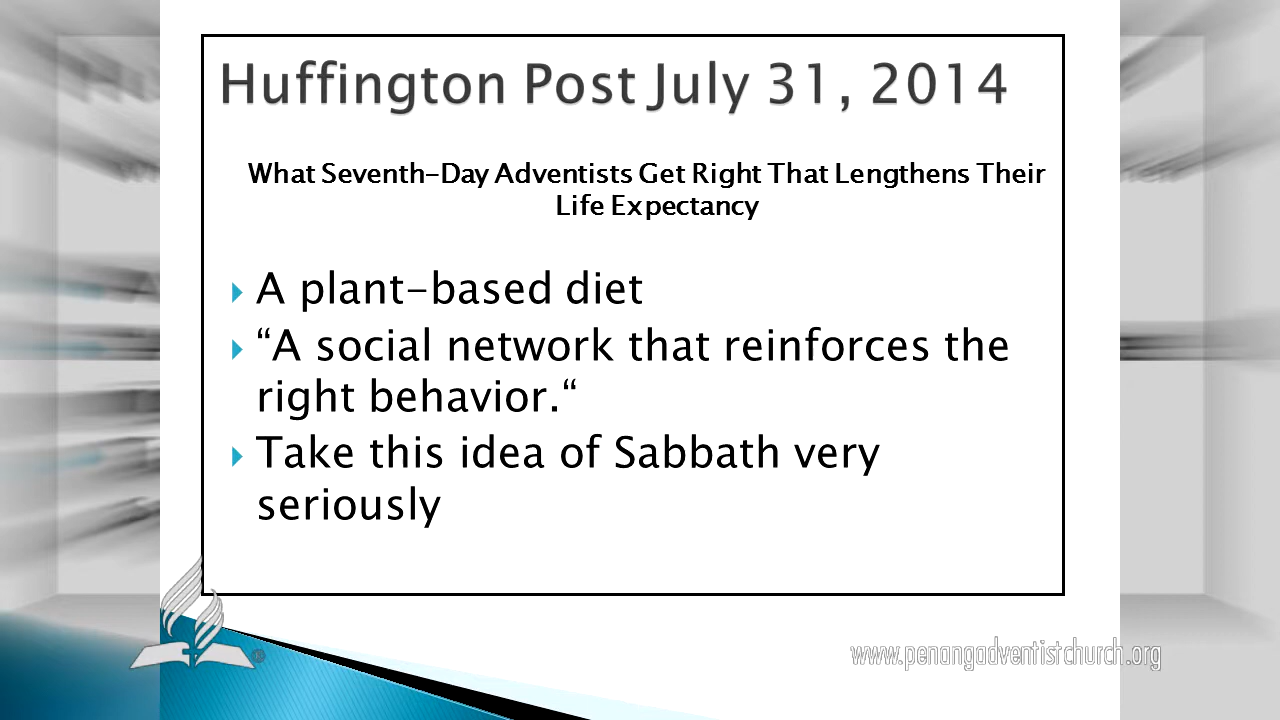 Huffington Post July 31, 2014
What Seventh-Day Adventists Get Right That Lengthens Their
Life Expectancy
A plant-based diet
“A social network that reinforces the
right behavior.“
Take this idea of Sabbath very
seriously
www.penangadventistchurch.org